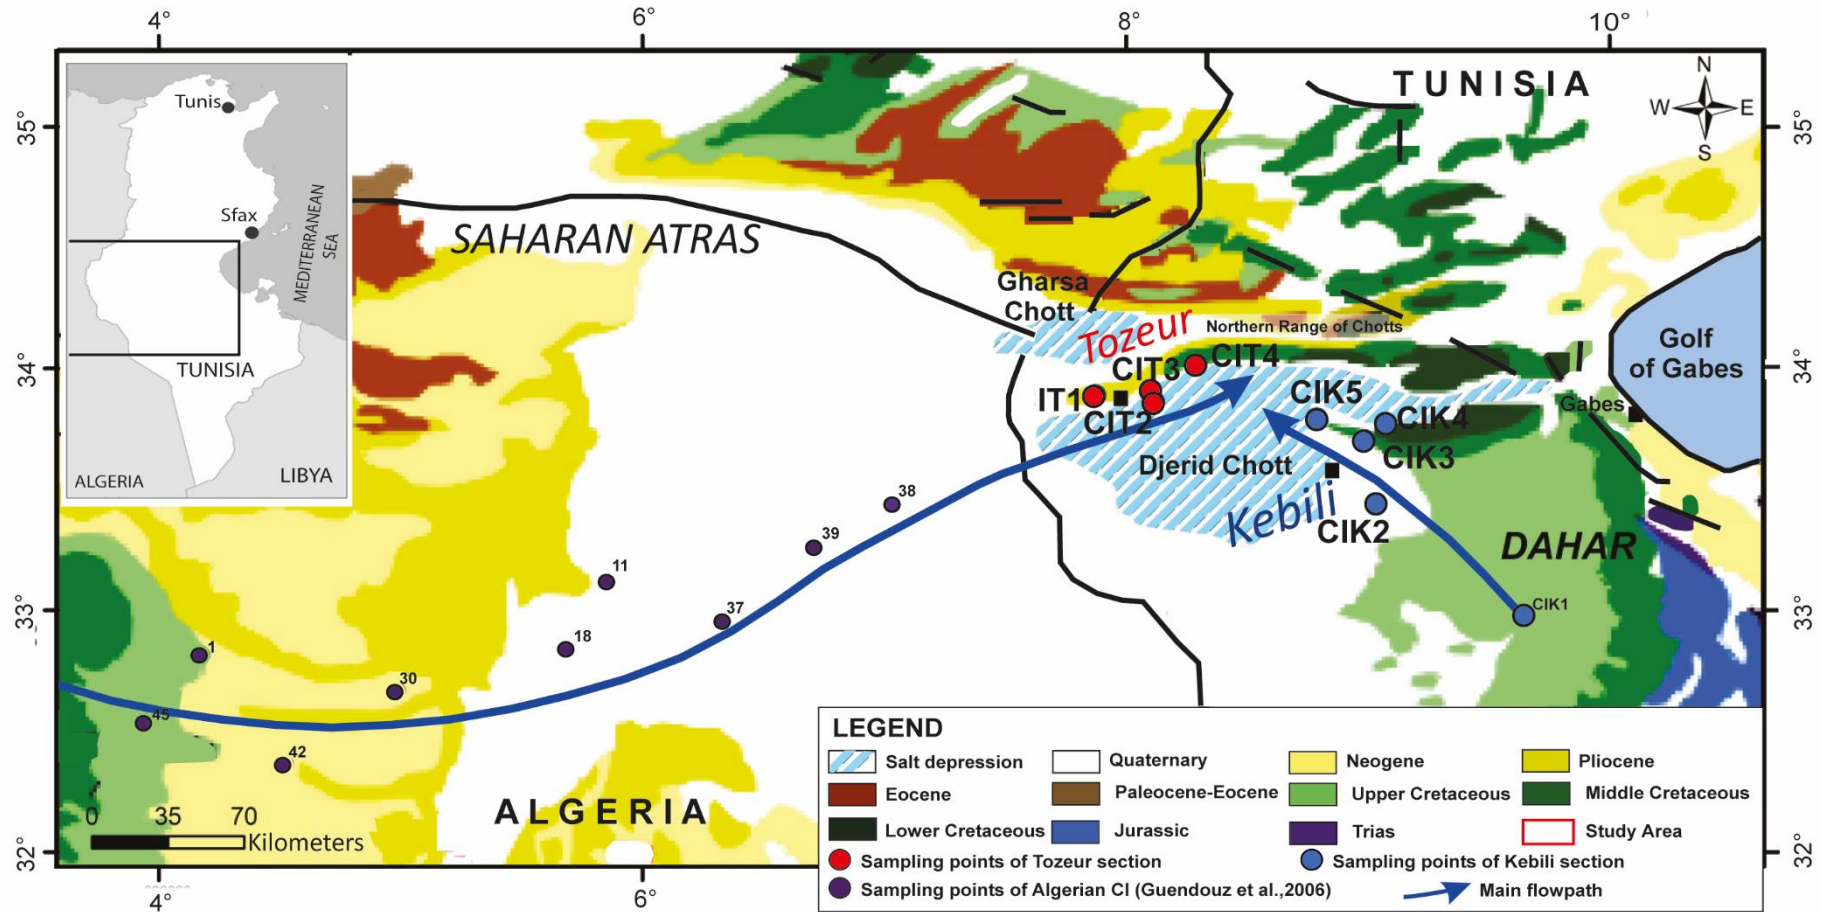 4°
6°
8°
10°
35°
34°
33°
32°
35°
34°
33°
32°
4°
6°
Tunis
Sfax
MEDITERRANEAN
SEA
TUNISIA
ALGERIA
LIBYA
TUNISIA
N
W
E
S
SAHARAN ATRAS
Gharsa
Chott
Tozeur
Northern Range of Chotts
CIT4
CIT3
IT1
CIT2
CIK5
CIK4
CIK3
Djerid Chott
Kebili
CIK2
CIK1
DAHAR
Gabes
Golf
of Gabes
38
39
11
37
18
1
30
45
42
ALGERIA
0 35 70
Kilometers
LEGEND
Salt depression
Quaternary
Neogene
Pliocene
Eocene
Paleocene-Eocene
Upper Cretaceous
Middle Cretaceous
Lower Cretaceous
Jurassic
Trias
Study Area
Sampling points of Tozeur section
Sampling points of Kebili section
Sampling points of Algerian CI (Guendouz et al.,2006)
Main flowpath